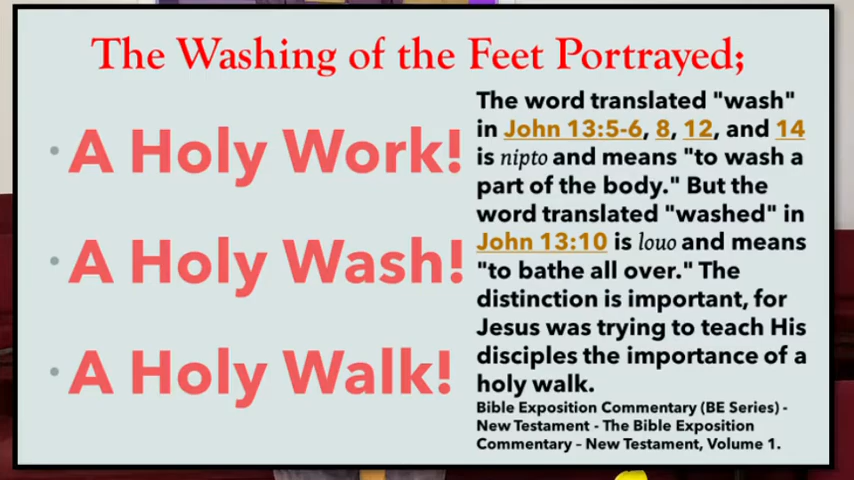 The Washing of the Feet Portrayed;
• A Holy Work!
• A Holy Wash!
• A Holy Walk!
The word translated "wash"
in John 13:5-6, 8, 12, and 14
is nipto and means "to wash a
part of the body." But the
word translated "washed" in
John 13:10 is louo and means
"to bathe all over." The
distinction is important, for
Jesus was trying to teach His
disciples the importance of a
holy walk.
Bible Exposition Commentary (BE Series) -
New Testament - The Bible Exposition
Commentary – New Testament, Volume 1.